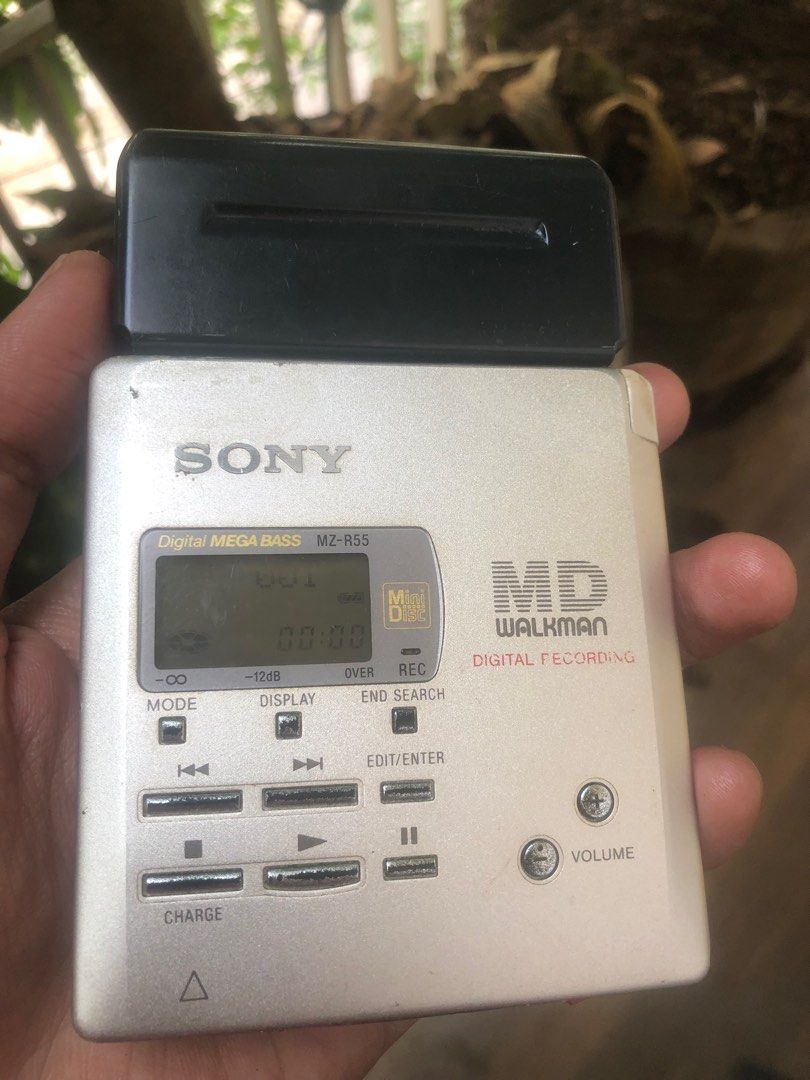 SONY
Digital MEGA BASS MZ-R55
001
00:00
Mini
Disc
-∞ -12dB OVER REC
MD
WALKMAN
DIGITAL RECORDING
MODE DISPLAY END SEARCH
EDIT/ENTER
+
-
VOLUME
CHARGE